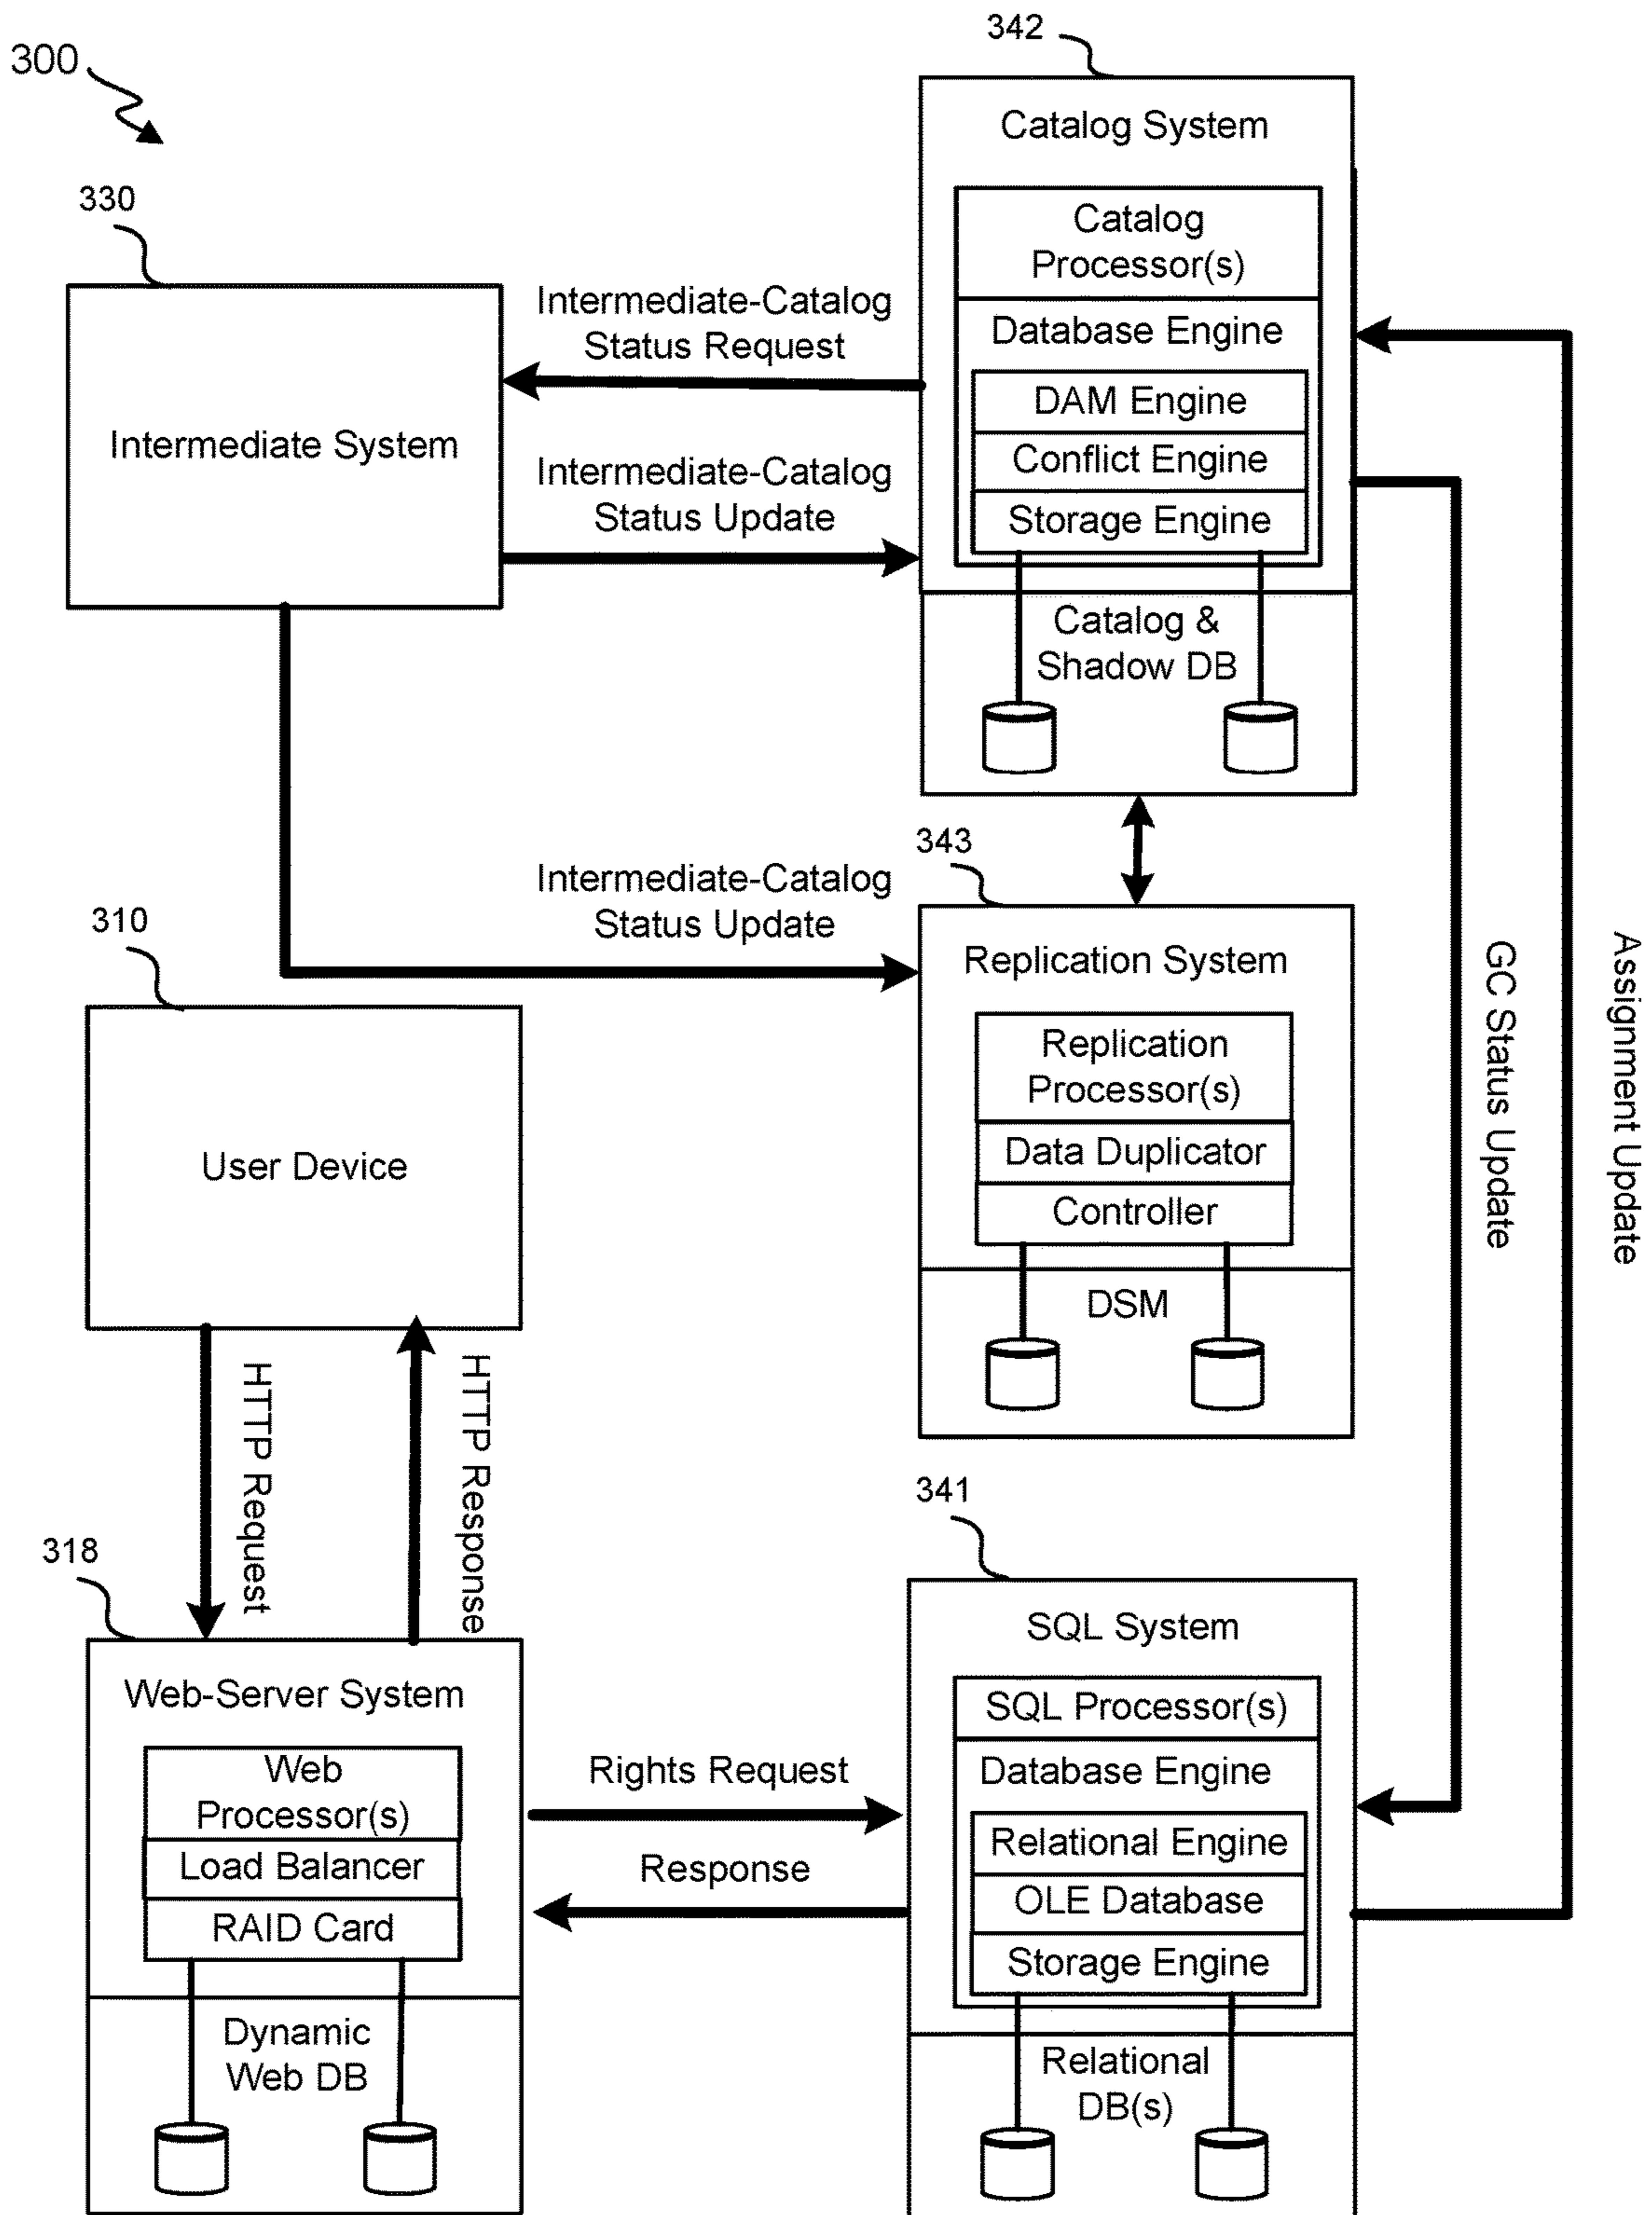 300
342
Catalog System
Catalog
Processor(s)
Database Engine
DAM Engine
Conflict Engine
Storage Engine
Catalog &
Shadow DB
330
Intermediate System
Intermediate-Catalog
Status Request
Intermediate-Catalog
Status Update
Intermediate-Catalog
Status Update
343
Replication System
Replication
Processor(s)
Data Duplicator
Controller
DSM
GC Status Update
Assignment Update
310
User Device
HTTP Request
HTTP Response
318
Web-Server System
Web
Processor(s)
Load Balancer
RAID Card
Dynamic
Web DB
Rights Request
Response
341
SQL System
SQL Processor(s)
Database Engine
Relational Engine
OLE Database
Storage Engine
Relational
DB(s)